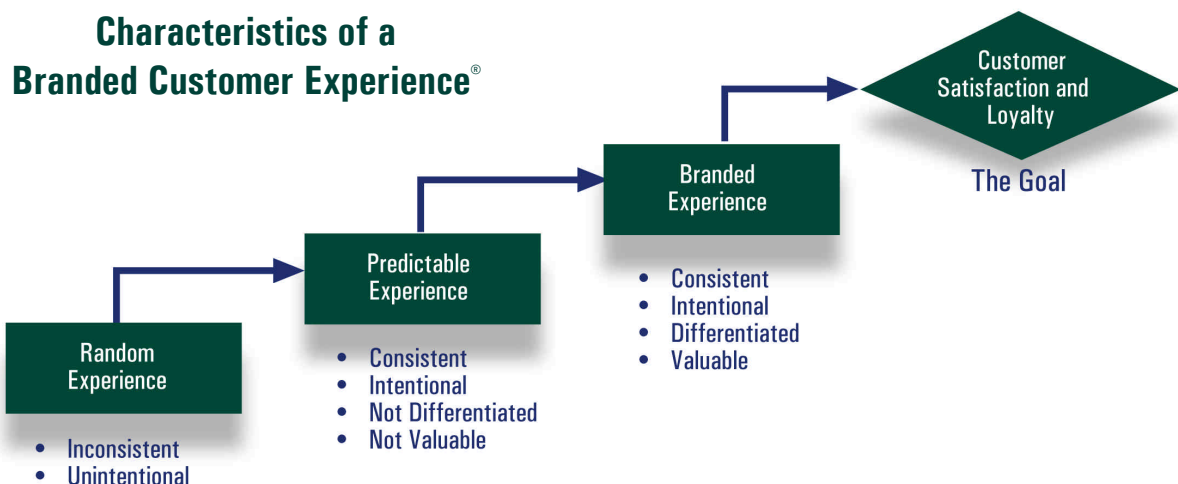 Characteristics of a
Branded Customer Experience®
Customer
Satisfaction and
Loyalty
The Goal
Branded
Experience
• Consistent
• Intentional
• Differentiated
• Valuable
Predictable
Experience
• Consistent
• Intentional
• Not Differentiated
• Not Valuable
Random
Experience
• Inconsistent
• Unintentional